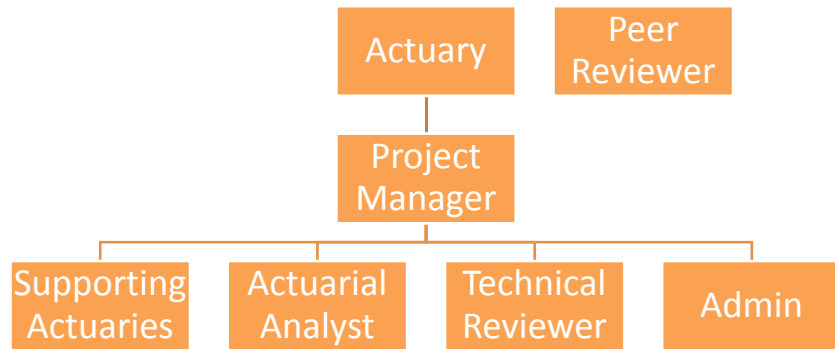 Actuary
Peer
Reviewer
Project
Manager
Supporting
Actuaries
Actuarial
Analyst
Technical
Reviewer
Admin